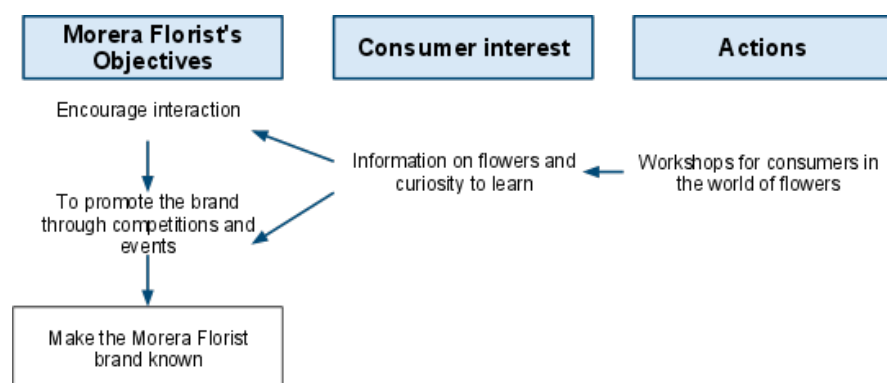 Morera Florist's
Objectives
Consumer interest
Actions
Encourage interaction
Information on flowers and
curiosity to learn
Workshops for consumers in
the world of flowers
To promote the brand
through competitions and
events
Make the Morera Florist
brand known